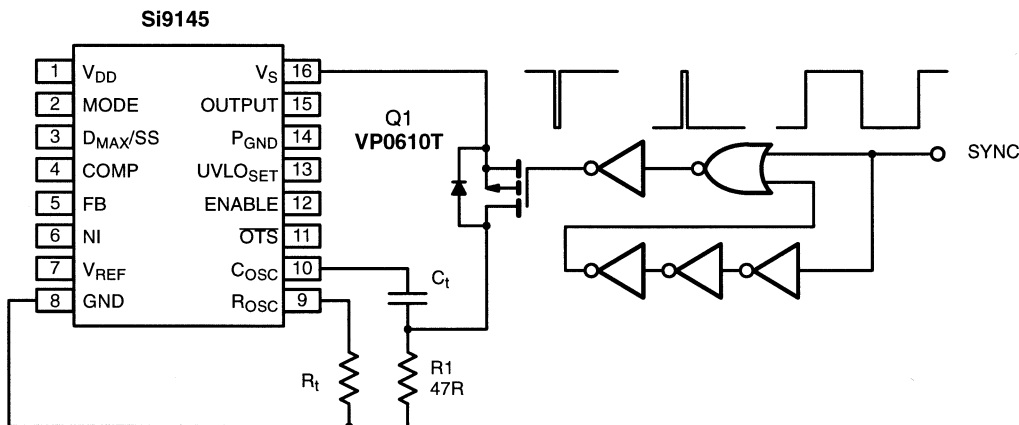 Si9145
1 VDD
2 MODE
3 DMAX/SS
4 COMP
5 FB
6 NI
7 VREF
8 GND
VS 16
OUTPUT 15
PGND 14
UVLOSET 13
ENABLE 12
OTS 11
COSC 10
ROSC 9
Q1
VP0610T
SYNC
Ct
Rt
R1
47R